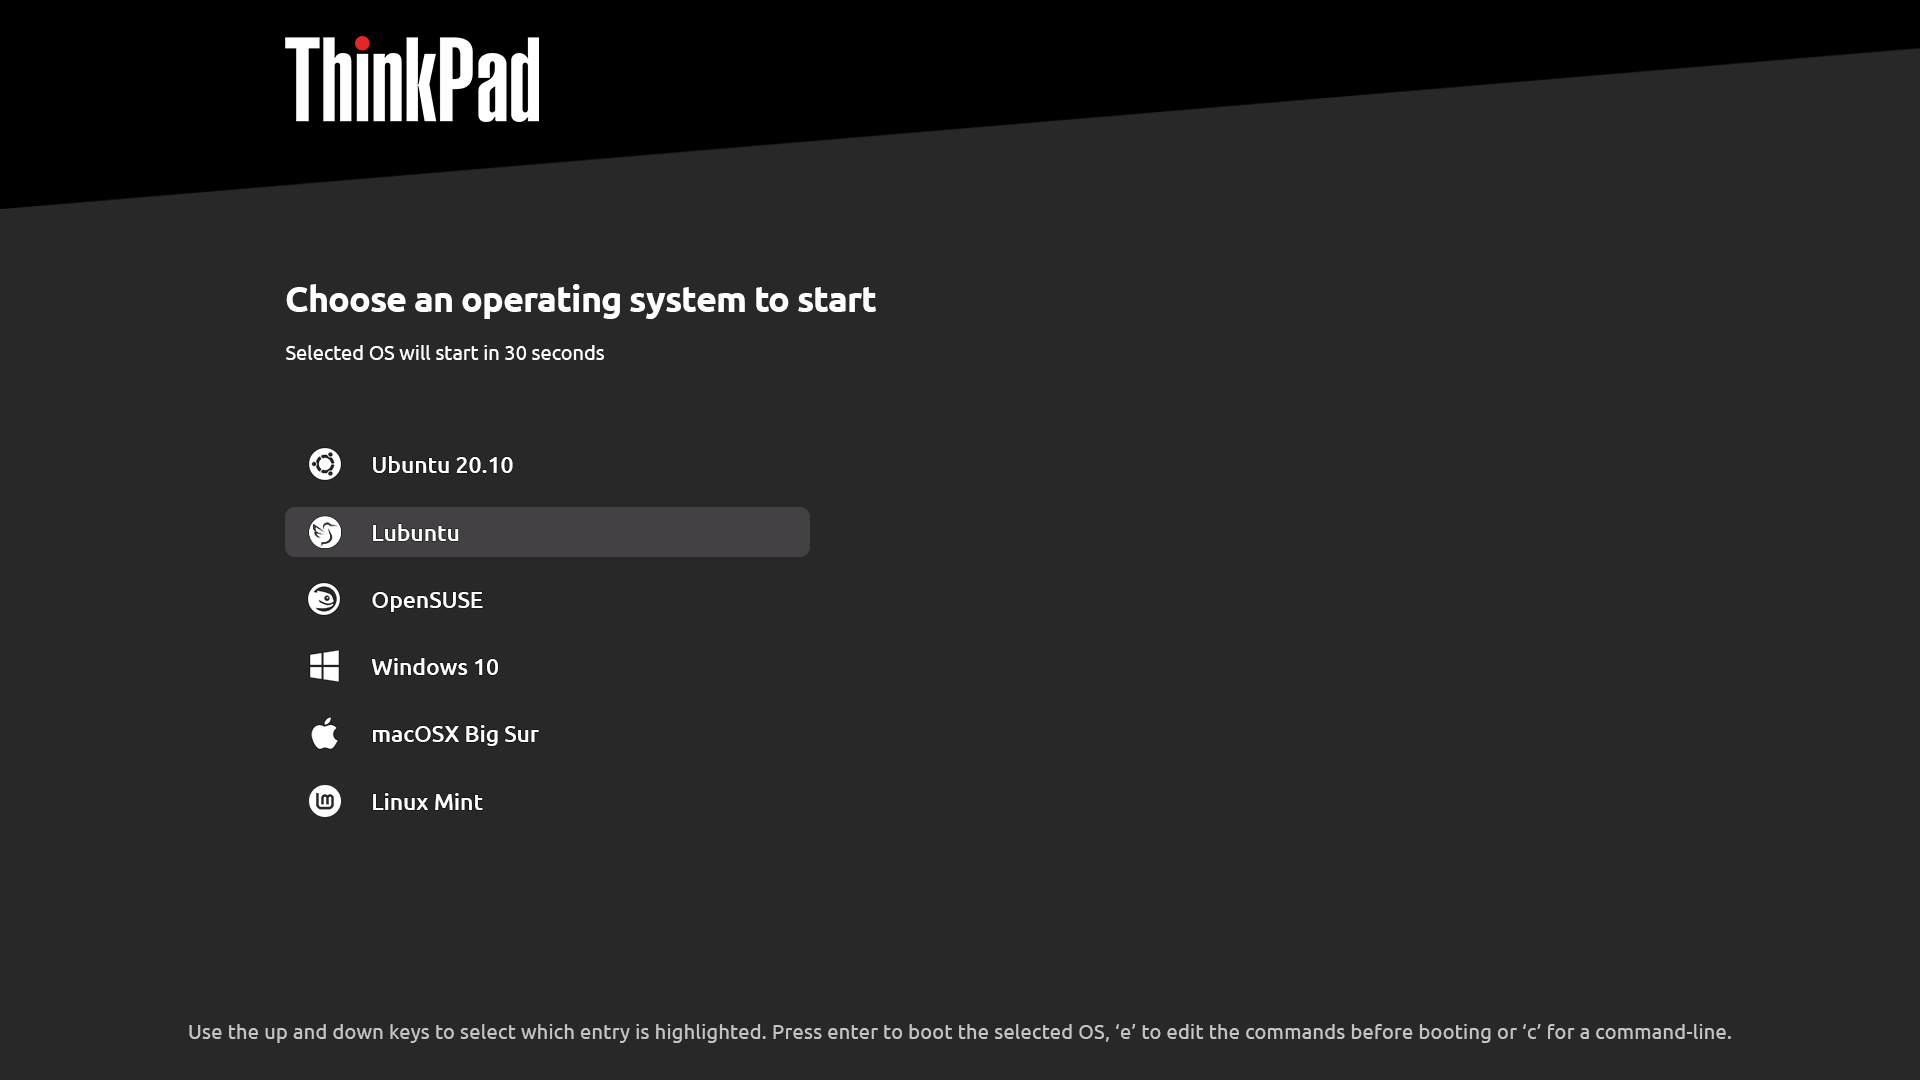 ThinkPad
Choose an operating system to start
Selected OS will start in 30 seconds
Ubuntu 20.10
Lubuntu
OpenSUSE
Windows 10
macOSX Big Sur
Linux Mint
Use the up and down keys to select which entry is highlighted. Press enter to boot the selected OS, ‘e’ to edit the commands before booting or ‘c’ for a command-line.